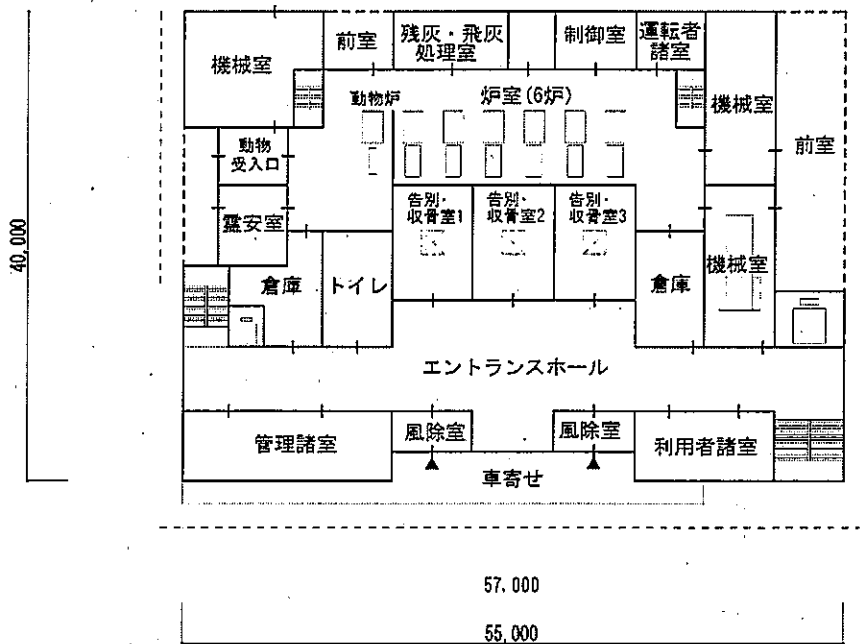 残灰・飛灰
処理室
制御室
運転者
諸室
機械室
前室
動物炉
炉室(6炉)
機械室
前室
動物
受入口
告別・
収骨室1
告別・
収骨室2
告別・
収骨室3
霊安室
倉庫
トイレ
倉庫
機械室
40,000
エントランスホール
管理諸室
風除室
風除室
利用者諸室
車寄せ
57,000
55,000